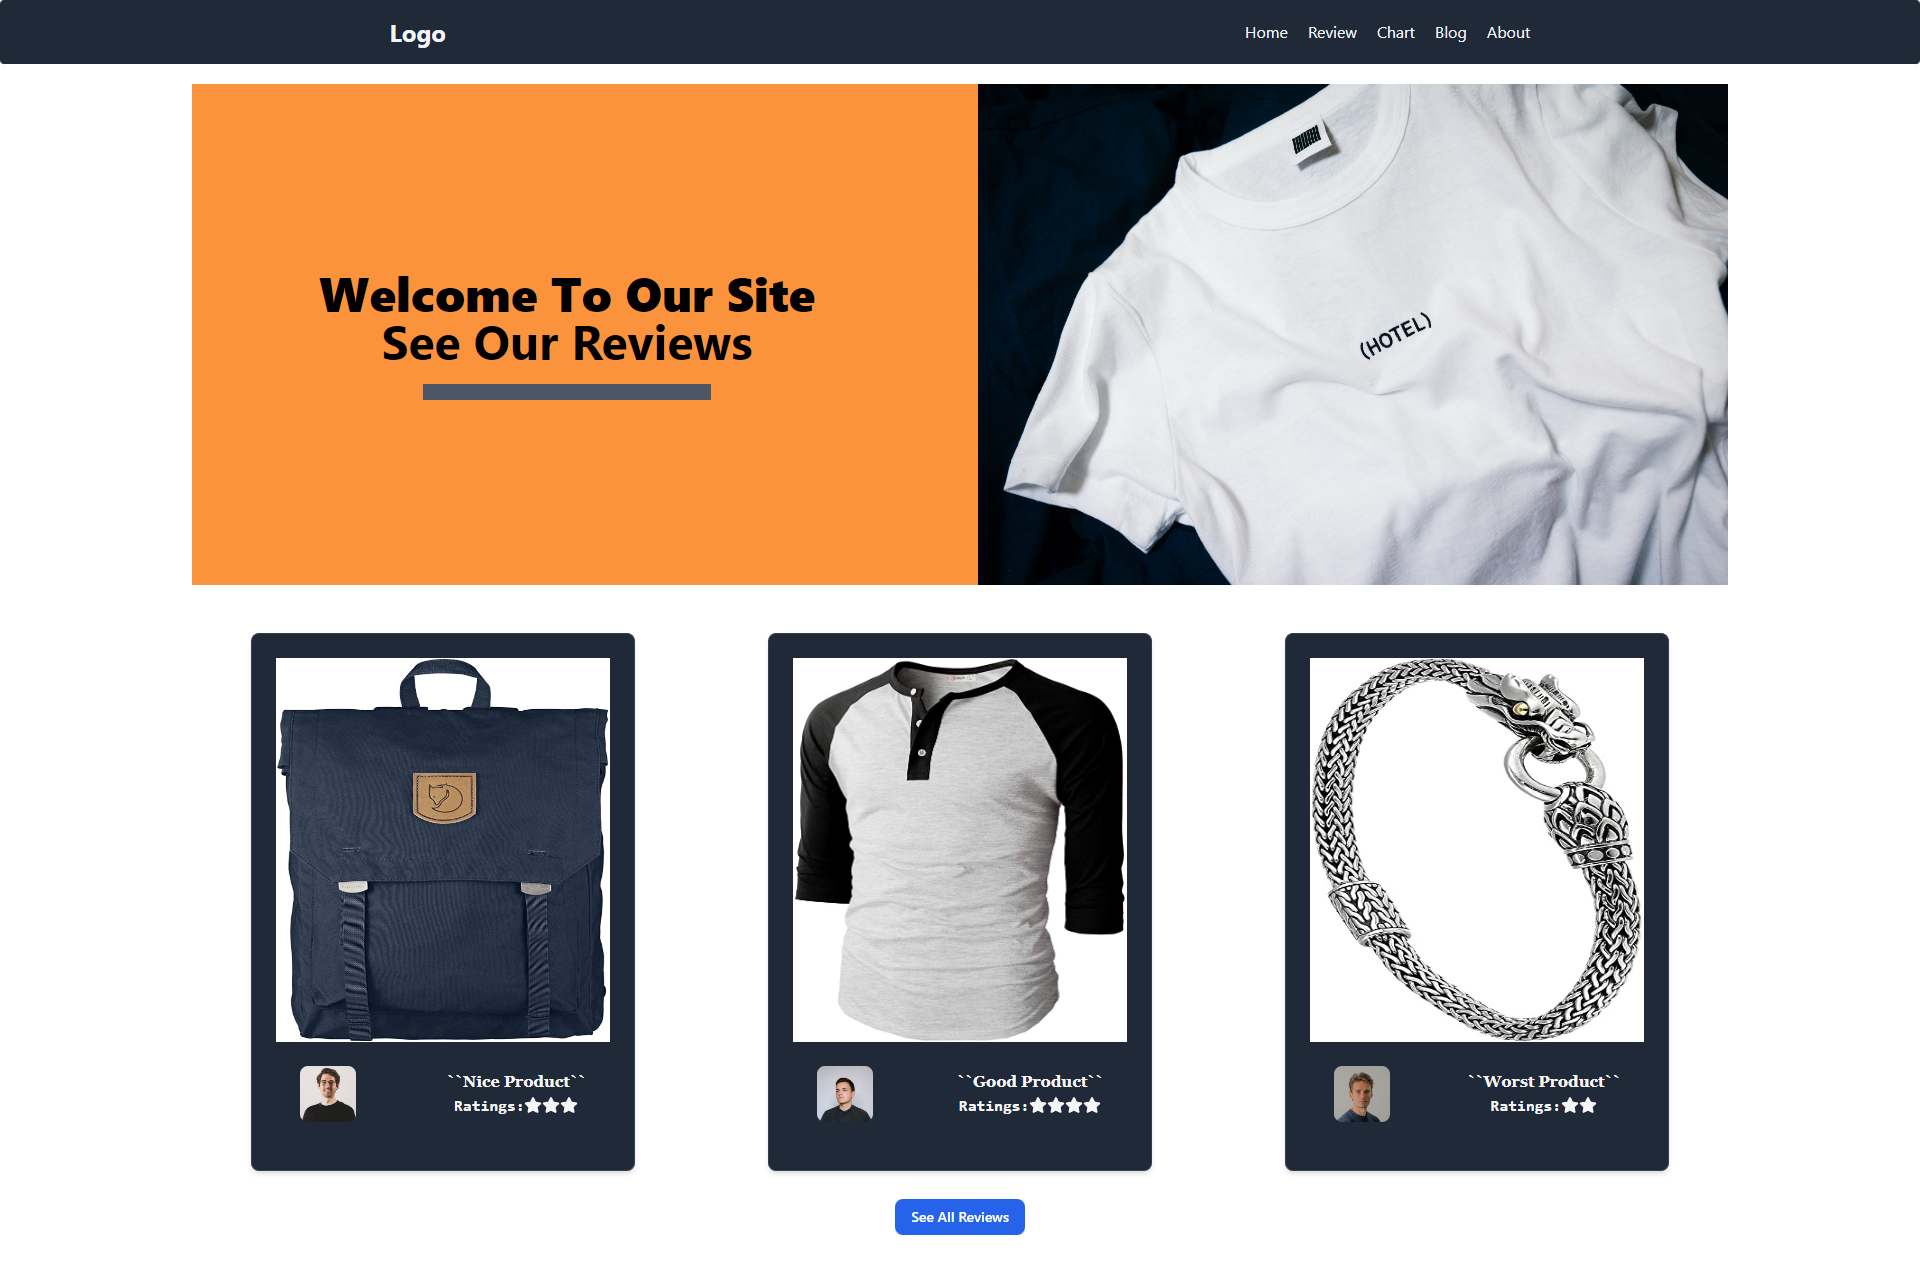 Logo
Home Review Chart Blog About
Welcome To Our Site
See Our Reviews
(HOTEL)
``Nice Product``
Ratings:
``Good Product``
Ratings:
``Worst Product``
Ratings:
See All Reviews